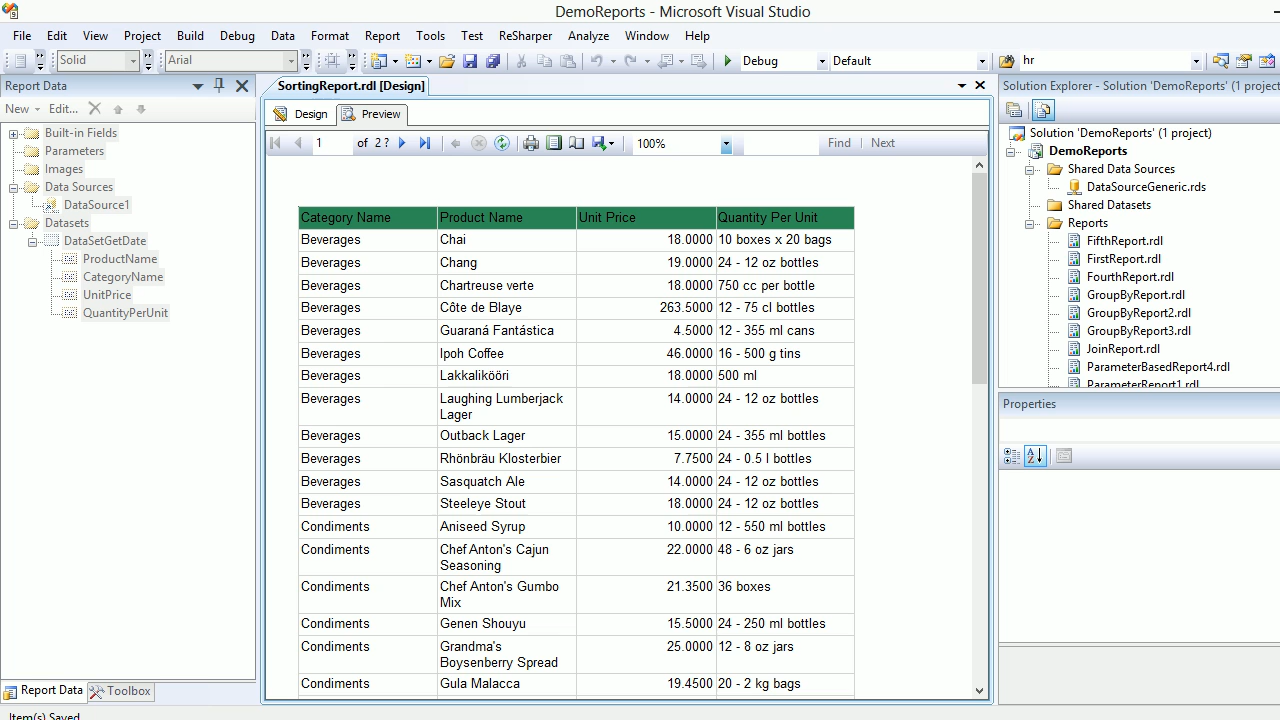 DemoReports - Microsoft Visual Studio
File Edit View Project Build Debug Data Format Report Tools Test ReSharper Analyze Window Help
Solid Arial Debug Default hr
Report Data
New Edit...
Built-in Fields
Parameters
Images
Data Sources
DataSource1
Datasets
DataSetGetDate
ProductName
CategoryName
UnitPrice
QuantityPerUnit
Report Data Toolbox
SortingReport.rdl [Design]
Design Preview
1 of 2 ? 100% Find | Next
Category Name Product Name Unit Price Quantity Per Unit
Beverages Chai 18.0000 10 boxes x 20 bags
Beverages Chang 19.0000 24 - 12 oz bottles
Beverages Chartreuse verte 18.0000 750 cc per bottle
Beverages Côte de Blaye 263.5000 12 - 75 cl bottles
Beverages Guaraná Fantástica 4.5000 12 - 355 ml cans
Beverages Ipoh Coffee 46.0000 16 - 500 g tins
Beverages Lakkalikööri 18.0000 500 ml
Beverages Laughing Lumberjack 14.0000 24 - 12 oz bottles
Lager
Beverages Outback Lager 15.0000 24 - 355 ml bottles
Beverages Rhönbräu Klosterbier 7.7500 24 - 0.5 l bottles
Beverages Sasquatch Ale 14.0000 24 - 12 oz bottles
Beverages Steeleye Stout 18.0000 24 - 12 oz bottles
Condiments Aniseed Syrup 10.0000 12 - 550 ml bottles
Condiments Chef Anton's Cajun 22.0000 48 - 6 oz jars
Seasoning
Condiments Chef Anton's Gumbo 21.3500 36 boxes
Mix
Condiments Genen Shouyu 15.5000 24 - 250 ml bottles
Condiments Grandma's 25.0000 12 - 8 oz jars
Boysenberry Spread
Condiments Gula Malacca 19.4500 20 - 2 kg bags
Solution Explorer - Solution 'DemoReports' (1 project
Solution 'DemoReports' (1 project)
DemoReports
Shared Data Sources
DataSourceGeneric.rds
Shared Datasets
Reports
FifthReport.rdl
FirstReport.rdl
FourthReport.rdl
GroupByReport.rdl
GroupByReport2.rdl
GroupByReport3.rdl
JoinReport.rdl
ParameterBasedReport4.rdl
ParameterReport1.rdl
Properties
Item(s) Saved